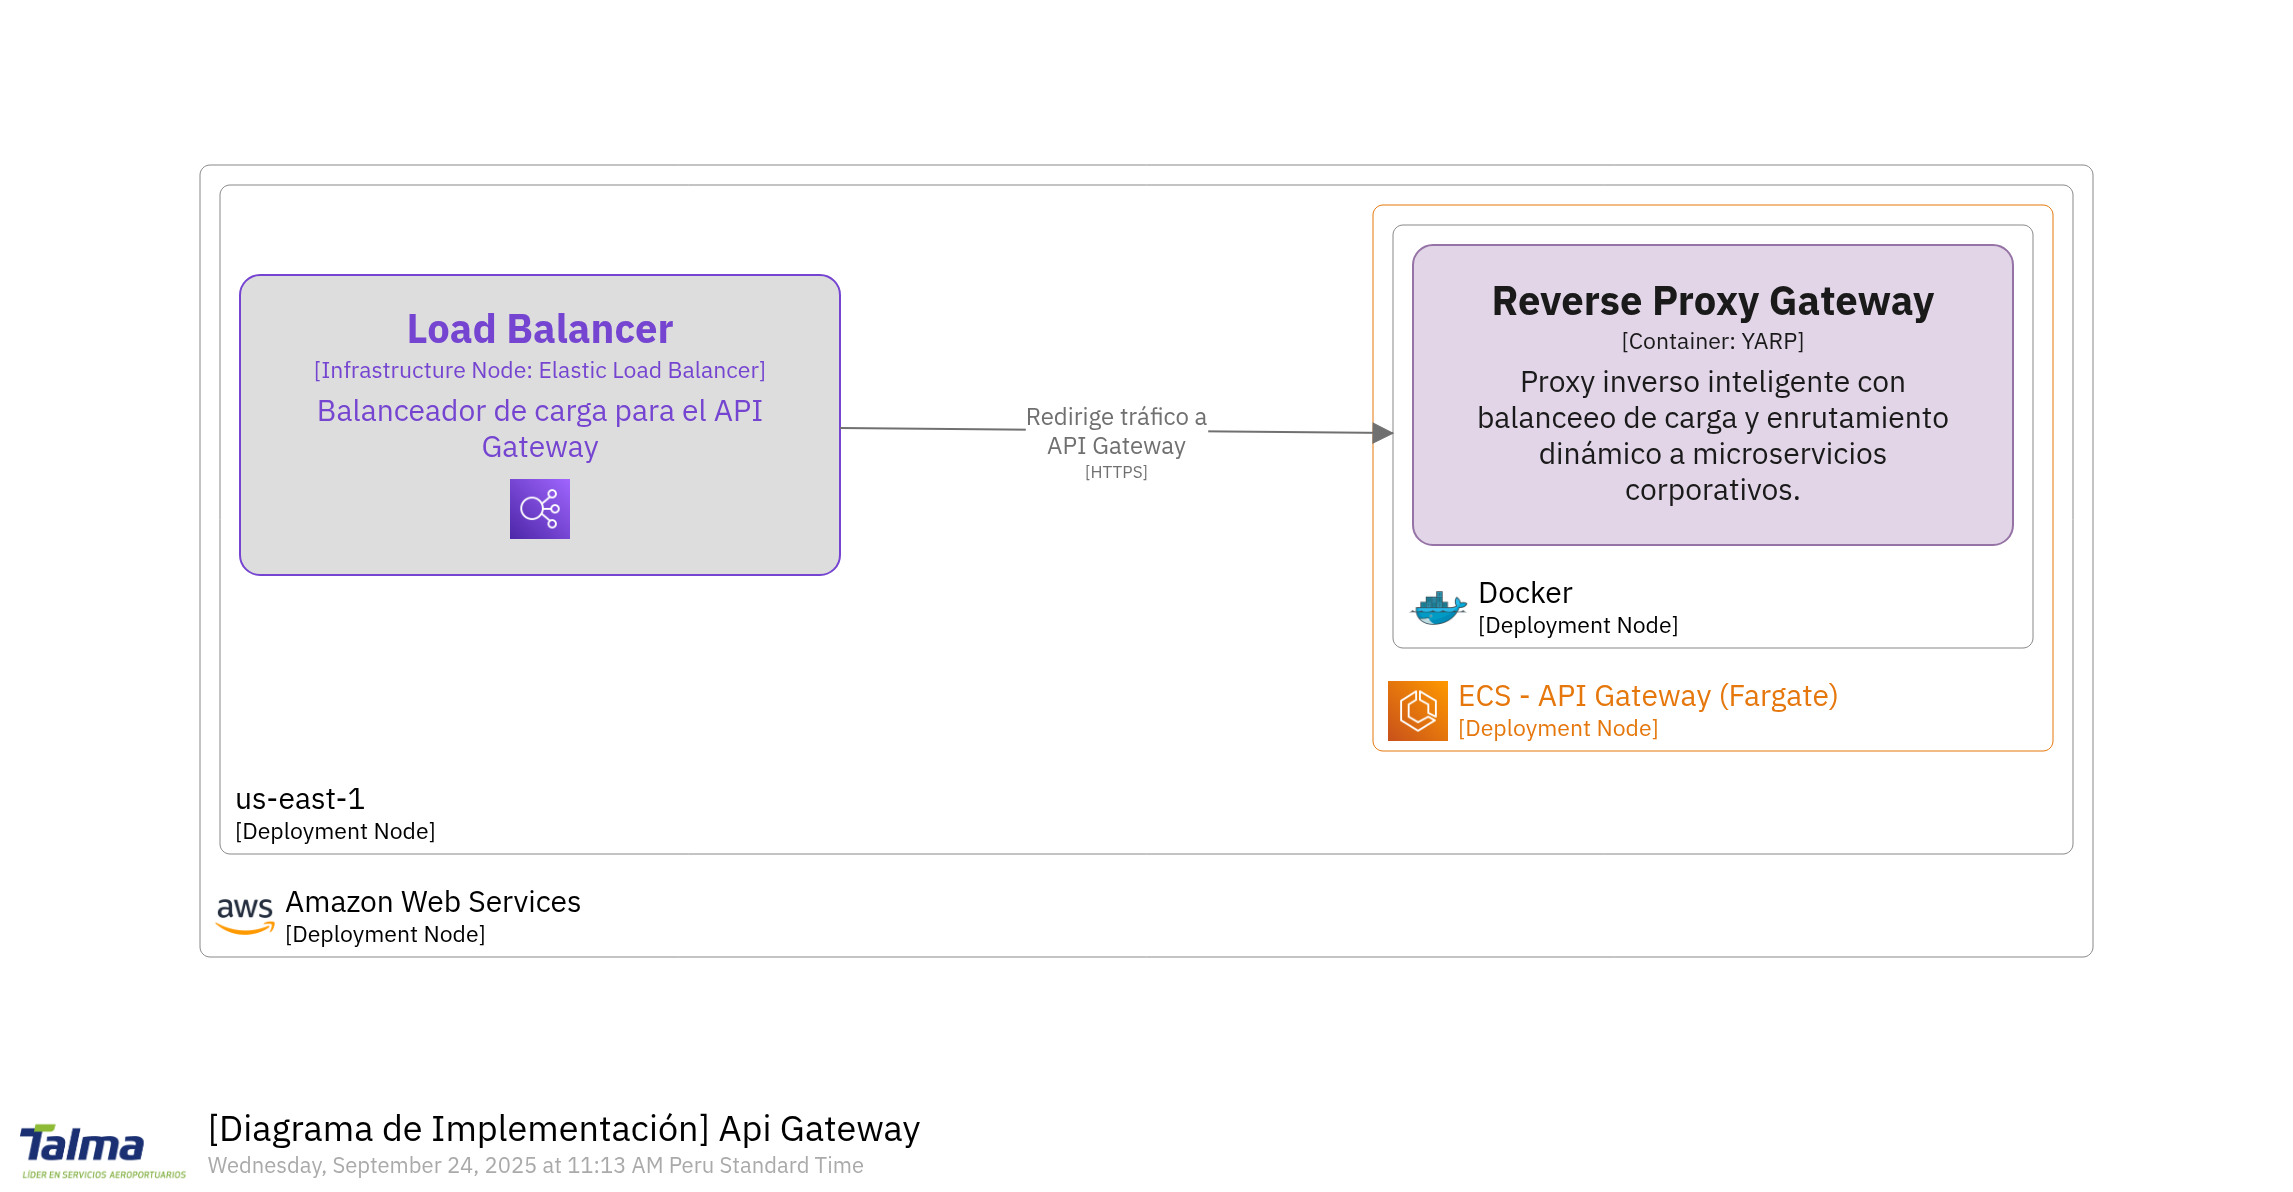 Load Balancer
[Infrastructure Node: Elastic Load Balancer]
Balanceador de carga para el API
Gateway
Redirige tráfico a
API Gateway
[HTTPS]
Reverse Proxy Gateway
[Container: YARP]
Proxy inverso inteligente con
balanceeo de carga y enrutamiento
dinámico a microservicios
corporativos.
Docker
[Deployment Node]
ECS - API Gateway (Fargate)
[Deployment Node]
us-east-1
[Deployment Node]
aws
Amazon Web Services
[Deployment Node]
Talma
LÍDER EN SERVICIOS AEROPORTUARIOS
[Diagrama de Implementación] Api Gateway
Wednesday, September 24, 2025 at 11:13 AM Peru Standard Time